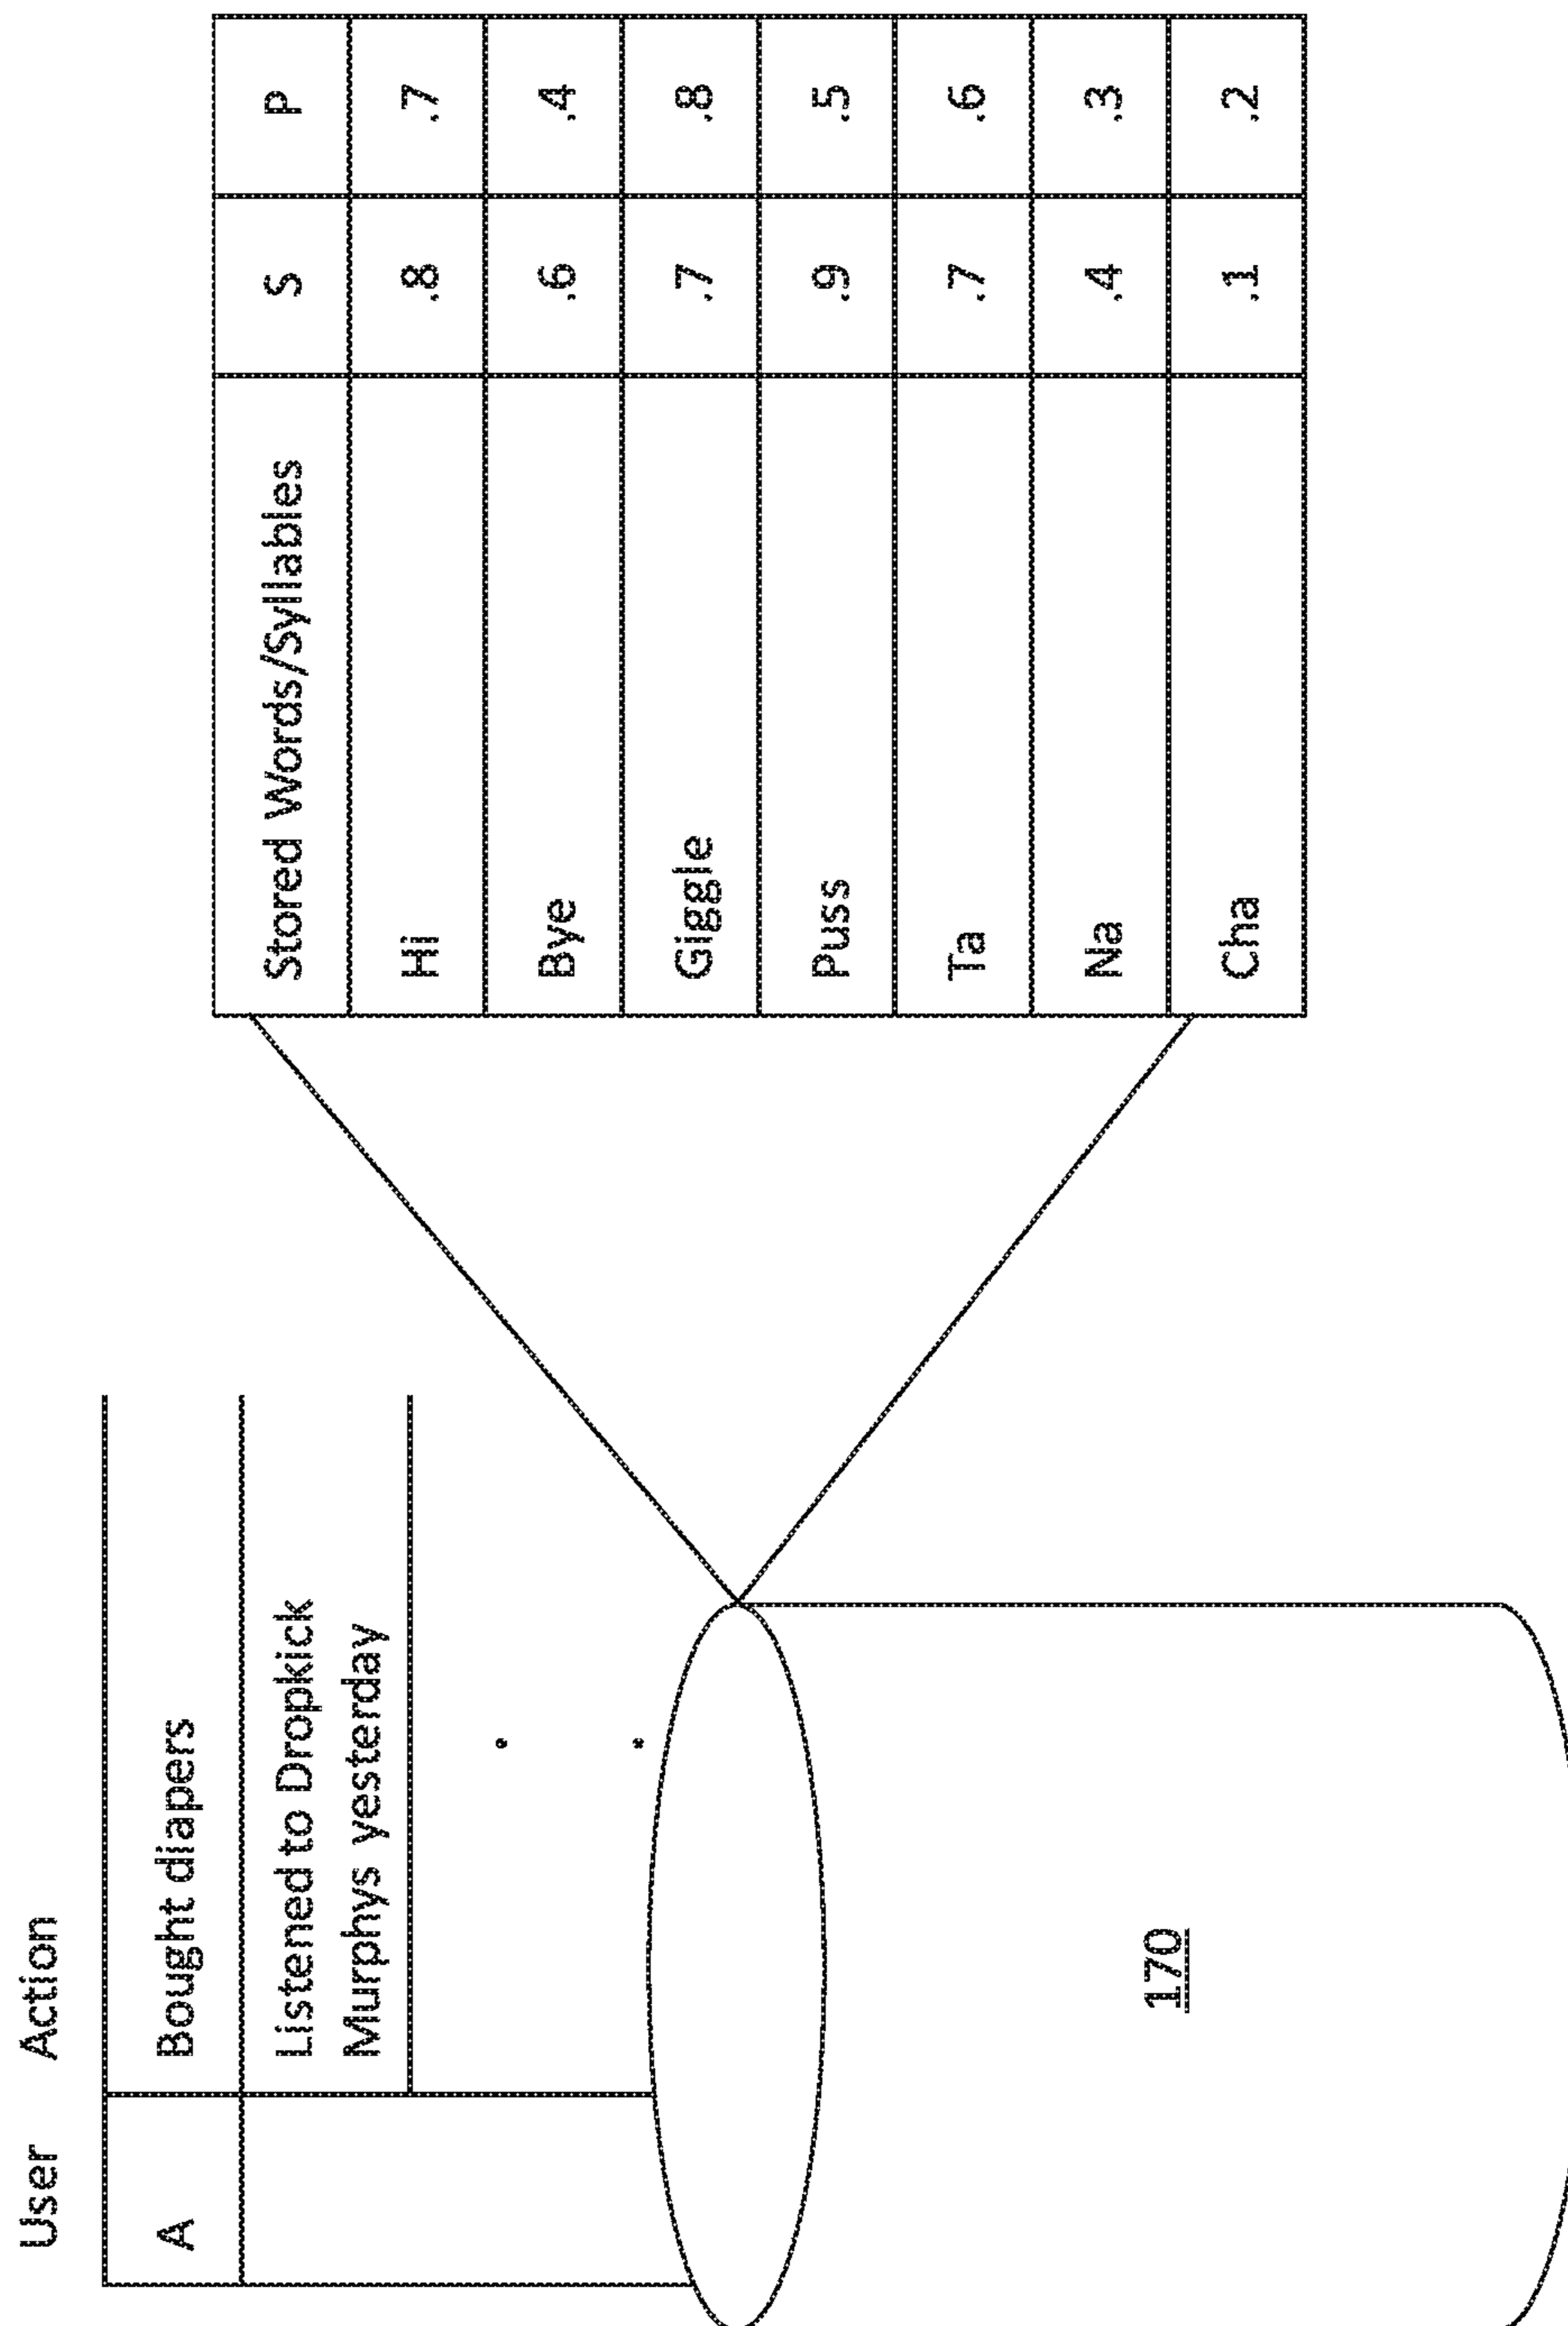 User Action
A Bought diapers
Listened to Dropkick
Murphys yesterday
170
Stored Words/Syllables S P
Hi .8 .7
Bye .6 .4
Giggle .7 .8
Puss .9 .5
Ta .7 .6
Na .4 .3
Cha .1 .2